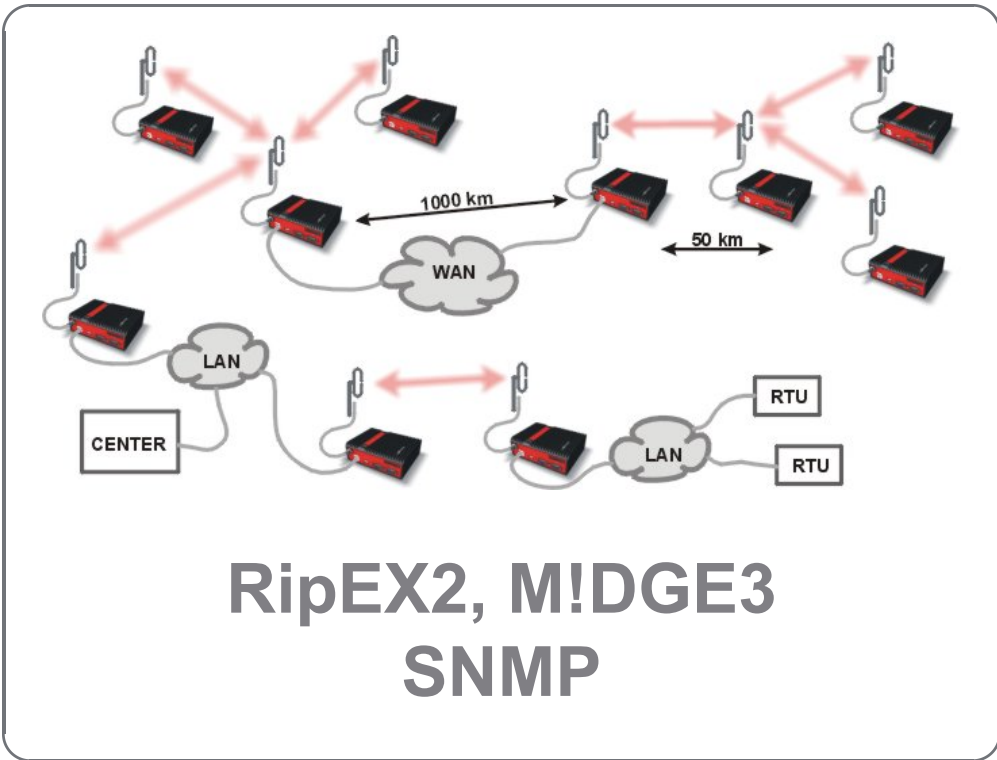 1000 km
WAN
50 km
LAN
CENTER
RTU
LAN
RTU
RipEX2, M!DGE3
SNMP